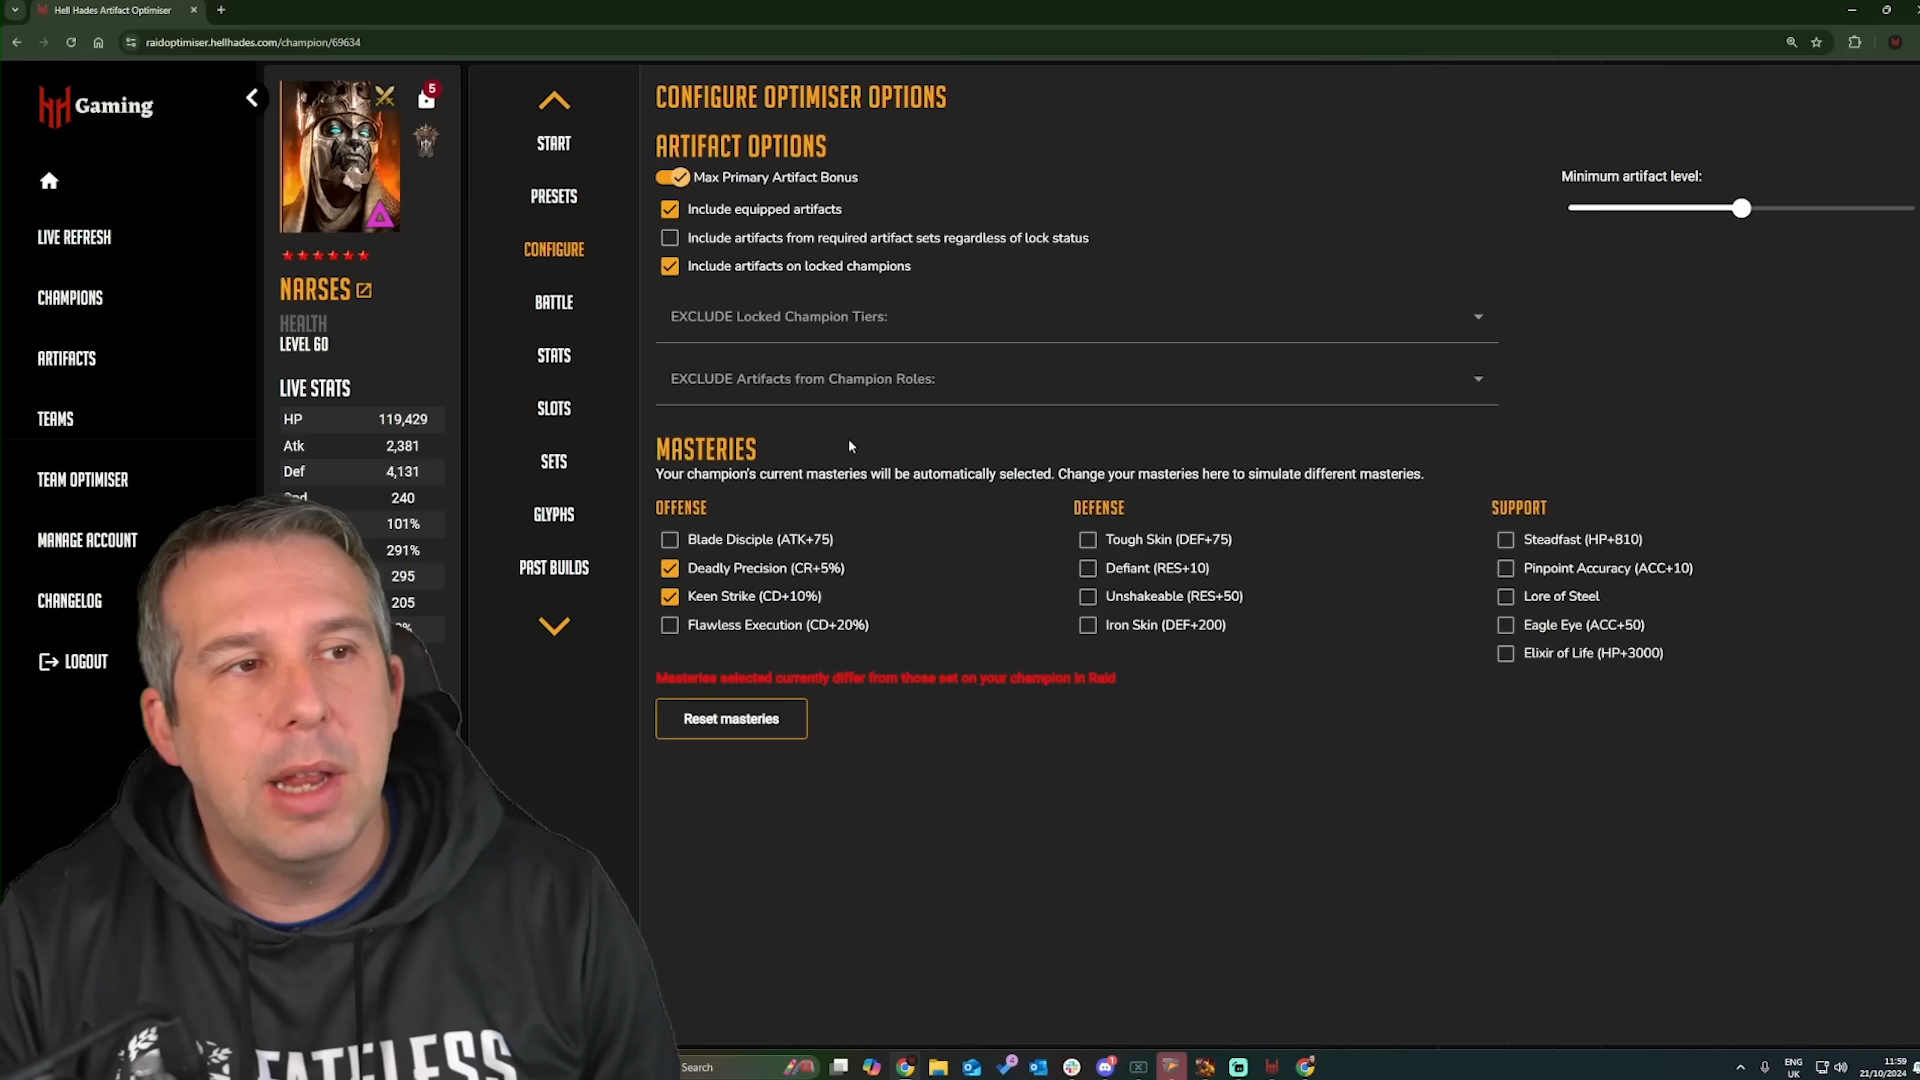 Hell Hades Artifact Optimiser
raidoptimiser.hellhades.com/champion/69634
Gaming
LIVE REFRESH
CHAMPIONS
ARTIFACTS
TEAMS
TEAM OPTIMISER
MANAGE ACCOUNT
CHANGELOG
LOGOUT
5
NARSES
HEALTH
LEVEL 60
LIVE STATS
HP 119,429
Atk 2,381
Def 4,131
240
101%
291%
295
205
START
PRESETS
CONFIGURE
BATTLE
STATS
SLOTS
SETS
GLYPHS
PAST BUILDS
CONFIGURE OPTIMISER OPTIONS
ARTIFACT OPTIONS
Max Primary Artifact Bonus
Include equipped artifacts
Include artifacts from required artifact sets regardless of lock status
Include artifacts on locked champions
Minimum artifact level:
EXCLUDE Locked Champion Tiers:
EXCLUDE Artifacts from Champion Roles:
MASTERIES
Your champion's current masteries will be automatically selected. Change your masteries here to simulate different masteries.
OFFENSE
Blade Disciple (ATK+75)
Deadly Precision (CR+5%)
Keen Strike (CD+10%)
Flawless Execution (CD+20%)
DEFENSE
Tough Skin (DEF+75)
Defiant (RES+10)
Unshakeable (RES+50)
Iron Skin (DEF+200)
SUPPORT
Steadfast (HP+810)
Pinpoint Accuracy (ACC+10)
Lore of Steel
Eagle Eye (ACC+50)
Elixir of Life (HP+3000)
Masteries selected currently differ from those set on your champion in Raid
Reset masteries
Search
4
1
ENG
UK
11:59
21/10/2024